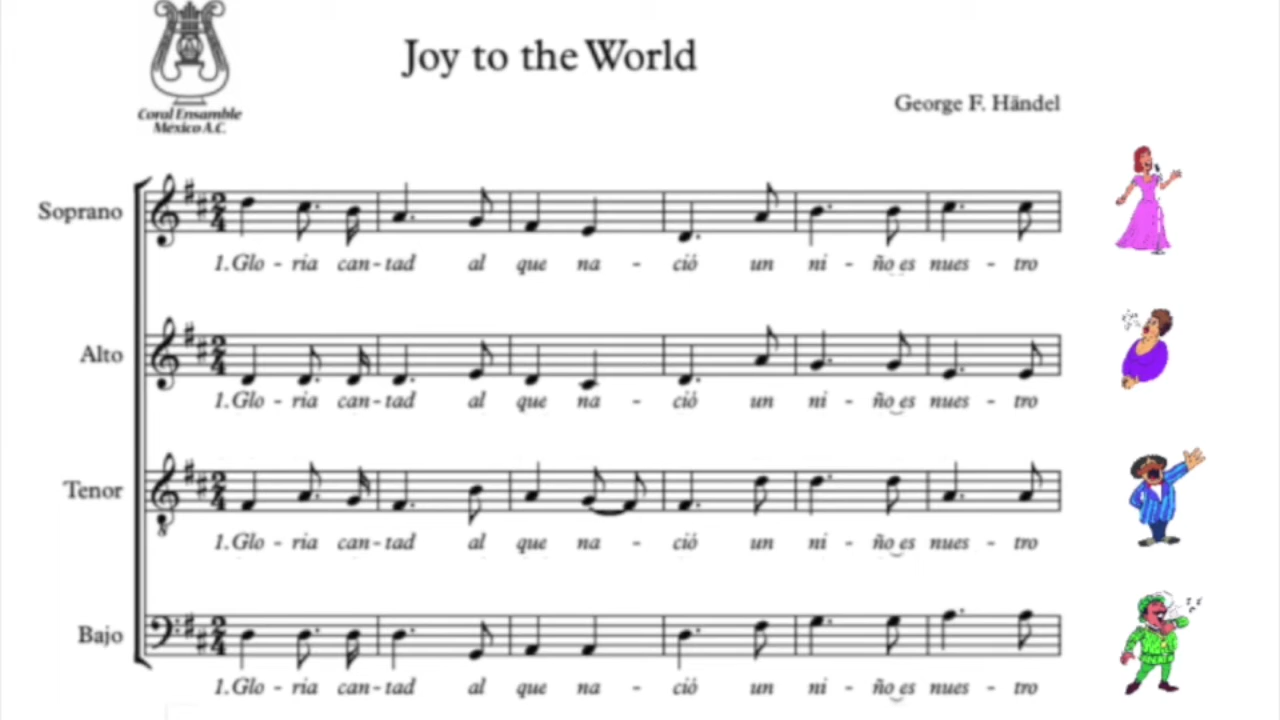 Coral Ensamble
Mexico A.C.
Joy to the World
George F. Händel
Soprano
1. Glo - ria can - tad al que na - ció un ni - ño es nues - tro
Alto
1. Glo - ria can - tad al que na - ció un ni - ño es nues - tro
Tenor
1. Glo - ria can - tad al que na - ció un ni - ño es nues - tro
Bajo
1. Glo - ria can - tad al que na - ció un ni - ño es nues - tro